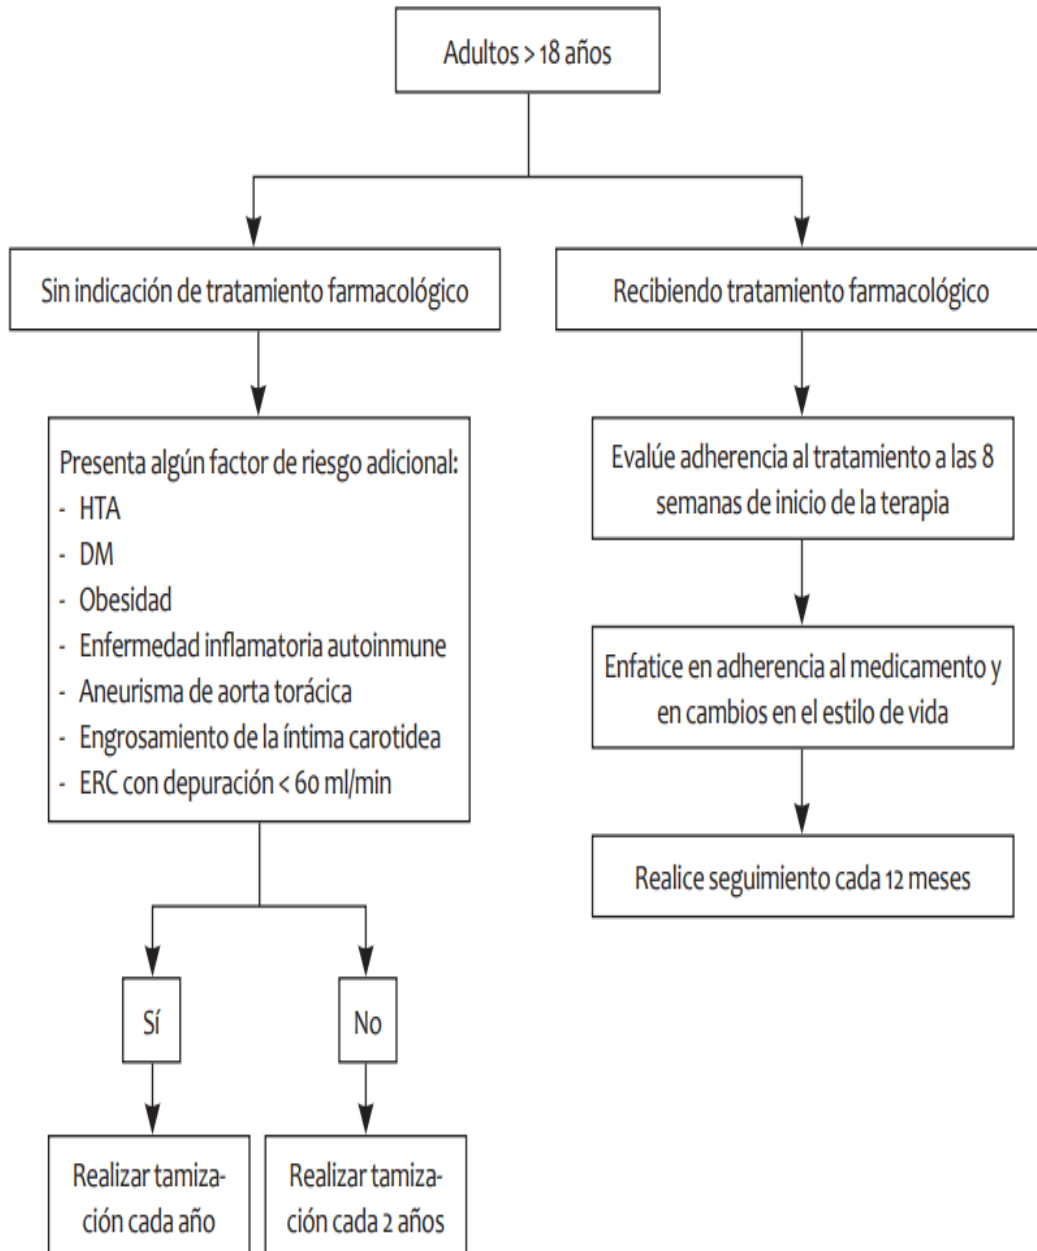 Adultos > 18 años
Sin indicación de tratamiento farmacológico
Recibiendo tratamiento farmacológico
Presenta algún factor de riesgo adicional:
- HTA
- DM
- Obesidad
- Enfermedad inflamatoria autoinmune
- Aneurisma de aorta torácica
- Engrosamiento de la íntima carotidea
- ERC con depuración < 60 ml/min
Evalúe adherencia al tratamiento a las 8
semanas de inicio de la terapia
Enfatice en adherencia al medicamento y
en cambios en el estilo de vida
Realice seguimiento cada 12 meses
Sí
No
Realizar tamiza-
ción cada año
Realizar tamiza-
ción cada 2 años